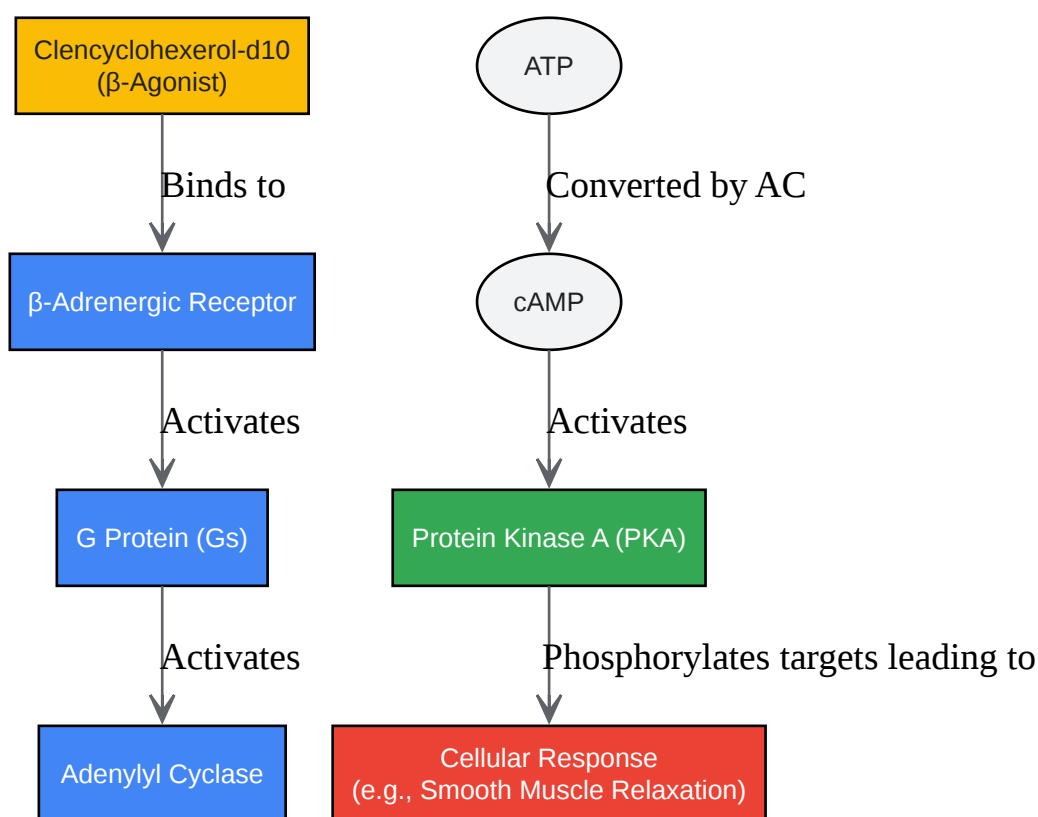 Clencyclohexerol-d10
(β-Agonist)
Binds to
β-Adrenergic Receptor
Activates
G Protein (Gs)
Activates
Adenylyl Cyclase
ATP
Converted by AC
cAMP
Activates
Protein Kinase A (PKA)
Phosphorylates targets leading to
Cellular Response
(e.g., Smooth Muscle Relaxation)